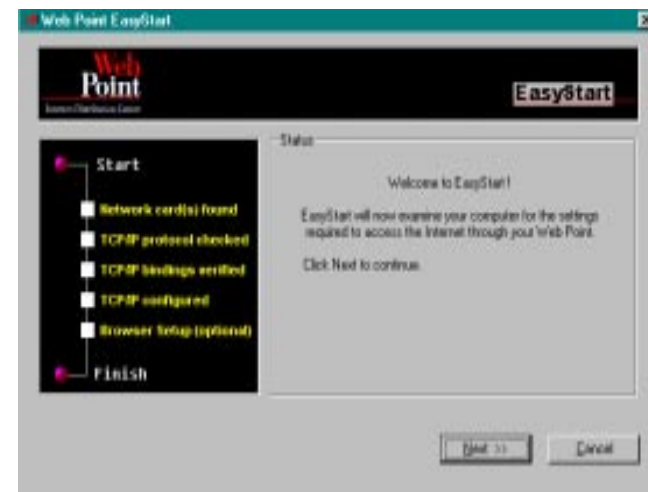 Web Point EasyStart
Web
Point
EasyStart
Start
Network card(s) found
TCP/IP protocol checked
TCP/IP bindings verified
TCP/IP configured
Browser Setup (optional)
Finish
Status
Welcome to EasyStart!
EasyStart will now examine your computer for the settings
required to access the Internet through your Web Point.
Click Next to continue.
Next >>
Cancel